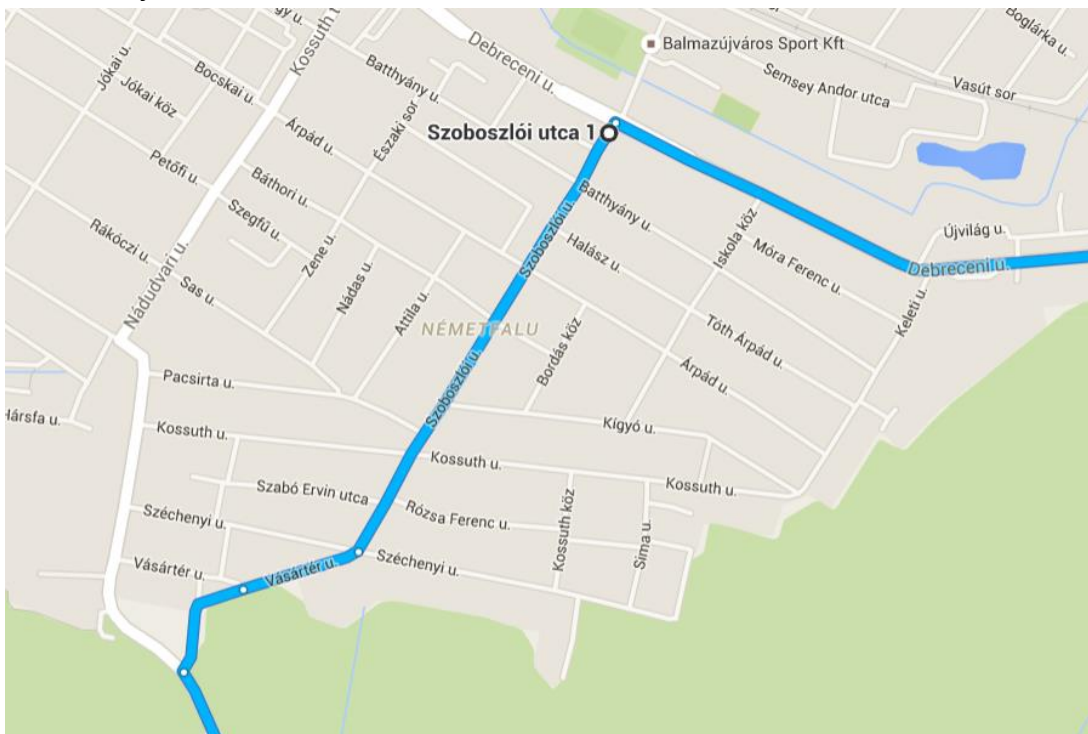 gy u.
Kossuth u.
Debreceni u.
Balmazújváros Sport Kft
Boglárka u.
Jókai u.
Bocskai u.
Batthyány u.
Semsey Andor utca
Vasút sor
Jókai köz
Árpád u.
Északi sor
Szoboszlói utca 1
Petőfi u.
Báthori u.
Batthyány u.
Szegfű u.
Szoboszlói u.
Iskola köz
Újvilág u.
Rákóczi u.
Zene u.
Halász u.
Móra Ferenc u.
Debreceni u.
Nádudvari u.
Sas u.
Nádas u.
Attila u.
Keleti u.
NÉMETFALU
Tóth Árpád u.
Bordás köz
Szoboszlói u.
Árpád u.
Pacsirta u.
Hársfa u.
Kígyó u.
Kossuth u.
Kossuth u.
Kossuth u.
Szabó Ervin utca
Rózsa Ferenc u.
Kossuth köz
Sima u.
Széchenyi u.
Széchenyi u.
Vásártér u.
Vásártér u.